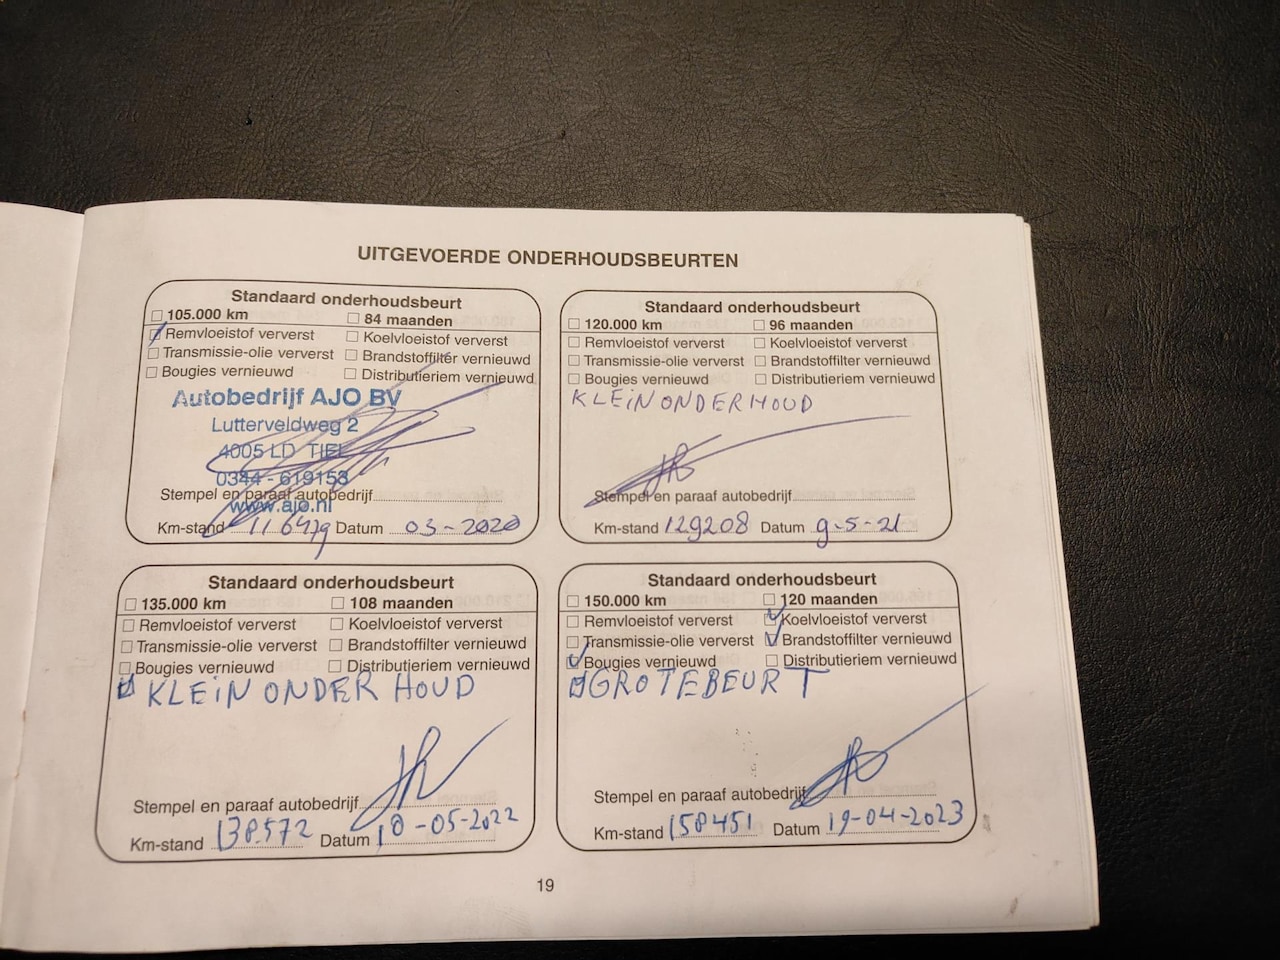 UITGEVOERDE ONDERHOUDSBEURTEN
Standaard onderhoudsbeurt
105.000 km 84 maanden
Remvloeistof ververst Koelvloeistof ververst
Transmissie-olie ververst Brandstoffilter vernieuwd
Bougies vernieuwd Distributieriem vernieuwd
Autobedrijf AJO BV
Lutterveldweg 2
4005 LD TIEL
0344 - 619153
Stempel en paraaf autobedrijf
www.ajo.nl
Km-stand 116479 Datum 03-2020
Standaard onderhoudsbeurt
120.000 km 96 maanden
Remvloeistof ververst Koelvloeistof ververst
Transmissie-olie ververst Brandstoffilter vernieuwd
Bougies vernieuwd Distributieriem vernieuwd
KLEIN ONDERHOUD
Stempel en paraaf autobedrijf
Km-stand 129208 Datum 9-5-21
Standaard onderhoudsbeurt
135.000 km 108 maanden
Remvloeistof ververst Koelvloeistof ververst
Transmissie-olie ververst Brandstoffilter vernieuwd
Bougies vernieuwd Distributieriem vernieuwd
KLEIN ONDERHOUD
Stempel en paraaf autobedrijf
Km-stand 138.572 Datum 10-05-2022
Standaard onderhoudsbeurt
150.000 km 120 maanden
Remvloeistof ververst Koelvloeistof ververst
Transmissie-olie ververst Brandstoffilter vernieuwd
Bougies vernieuwd Distributieriem vernieuwd
GROTE BEURT
Stempel en paraaf autobedrijf
Km-stand 158451 Datum 19-04-2023
19